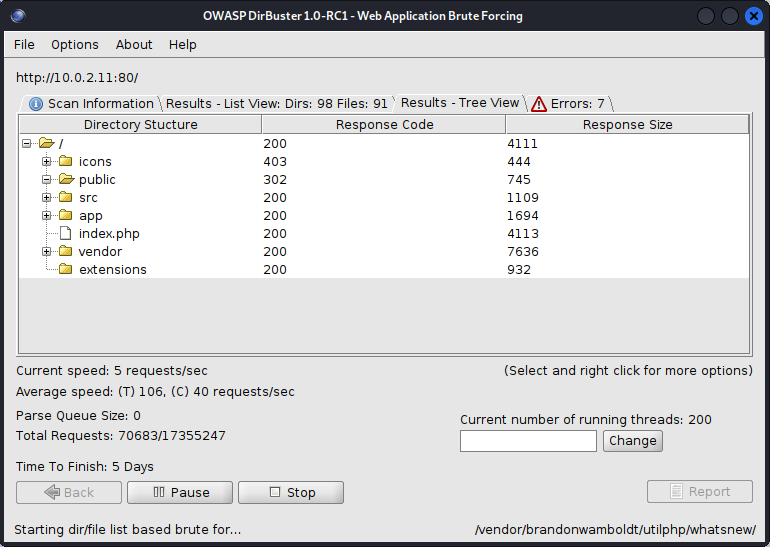 OWASP DirBuster 1.0-RC1 - Web Application Brute Forcing
File Options About Help
http://10.0.2.11:80/
Scan Information Results - List View: Dirs: 98 Files: 91 Results - Tree View Errors: 7
Directory Stucture Response Code Response Size
/ 200 4111
icons 403 444
public 302 745
src 200 1109
app 200 1694
index.php 200 4113
vendor 200 7636
extensions 200 932
Current speed: 5 requests/sec (Select and right click for more options)
Average speed: (T) 106, (C) 40 requests/sec
Parse Queue Size: 0
Current number of running threads: 200
Total Requests: 70683/17355247
Change
Time To Finish: 5 Days
Back Pause Stop Report
Starting dir/file list based brute for... /vendor/brandonwamboldt/utilphp/whatsnew/